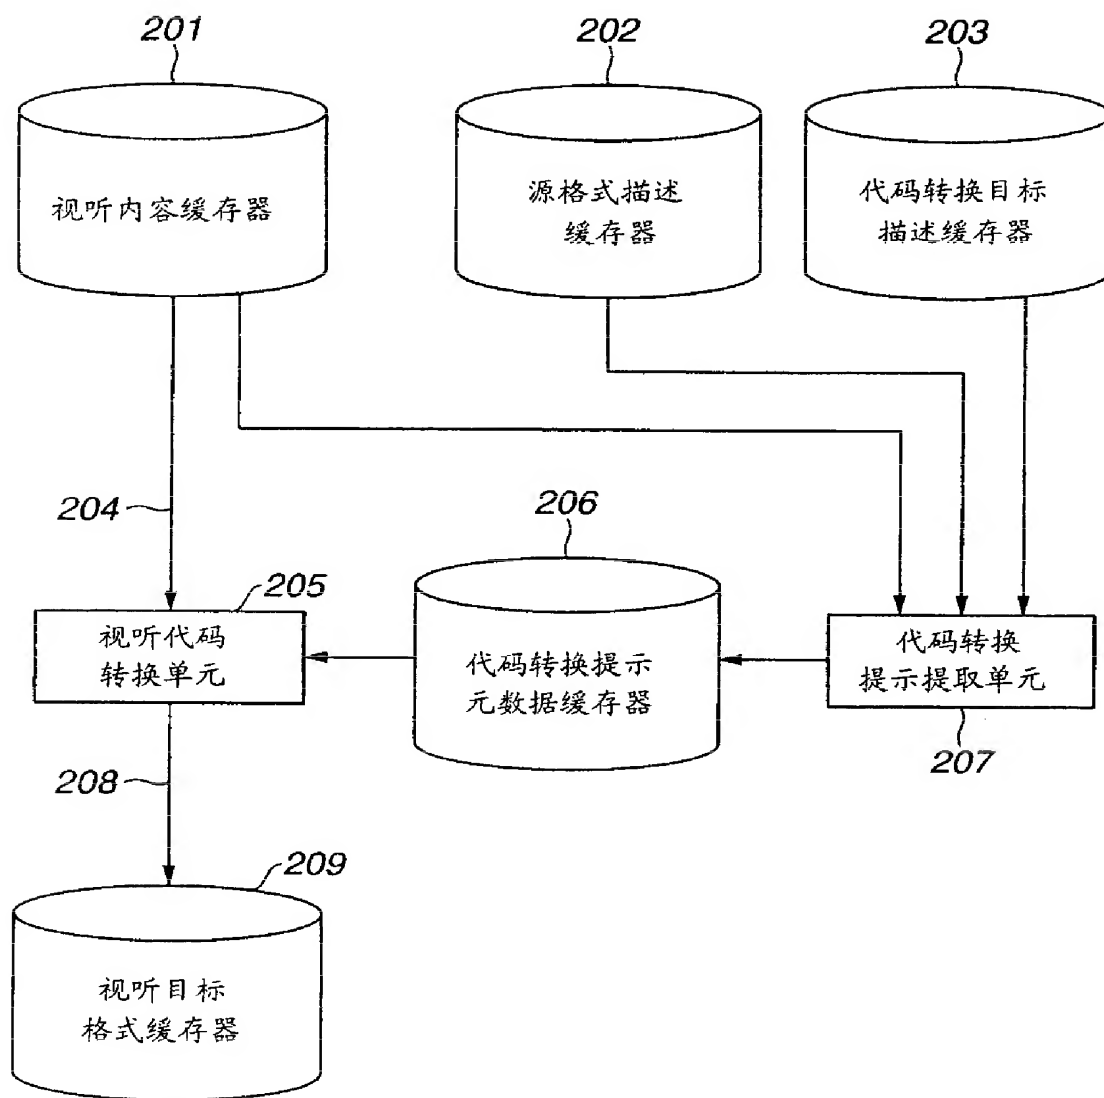 201
202
203
视听内容缓存器
源格式描述
缓存器
代码转换目标
描述缓存器
204
206
205
视听代码
转换单元
代码转换提示
元数据缓存器
代码转换
提示提取单元
207
208
209
视听目标
格式缓存器